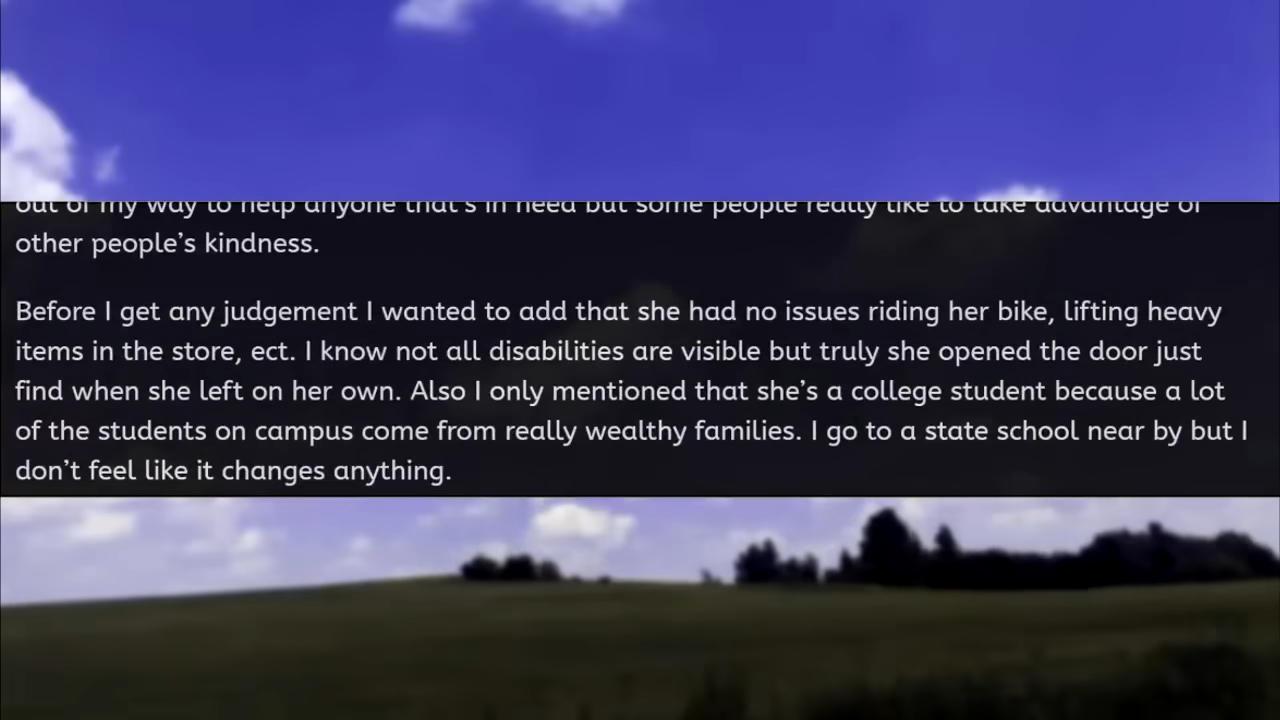 out of my way to help anyone that's in need but some people really like to take advantage of
other people's kindness.
Before I get any judgement I wanted to add that she had no issues riding her bike, lifting heavy
items in the store, ect. I know not all disabilities are visible but truly she opened the door just
find when she left on her own. Also I only mentioned that she's a college student because a lot
of the students on campus come from really wealthy families. I go to a state school near by but I
don't feel like it changes anything.